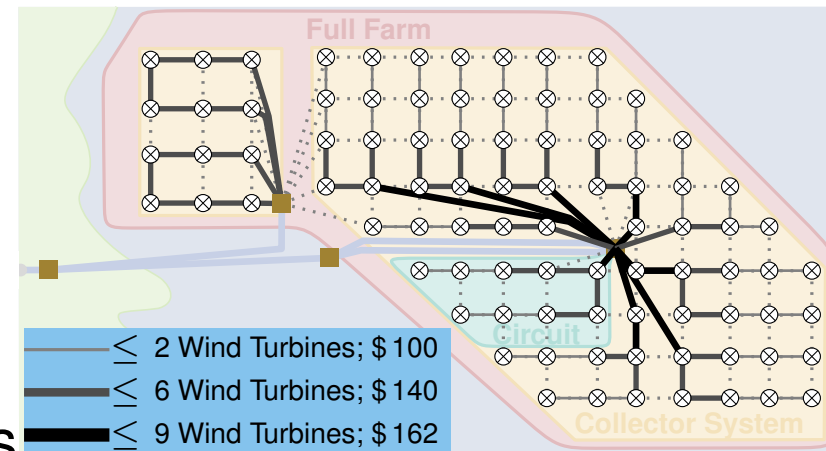 Full Farm
Circuit
≤ 2 Wind Turbines; $ 100
≤ 6 Wind Turbines; $ 140
≤ 9 Wind Turbines; $ 162
Collector System
s